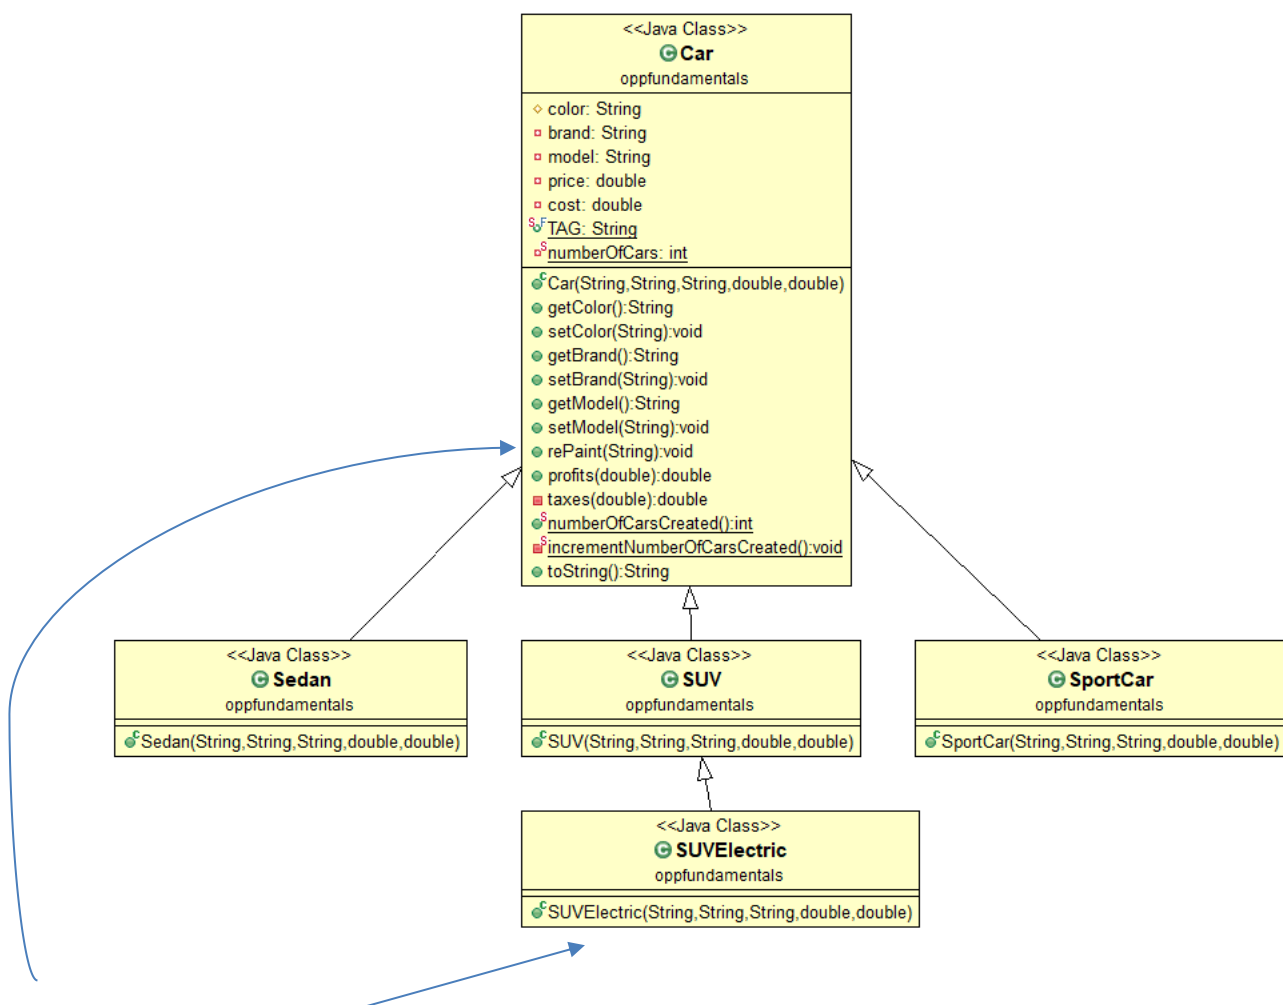 <<Java Class>>
Car
oppfundamentals
color: String
brand: String
model: String
price: double
cost: double
TAG: String
numberOfCars: int
Car(String,String,String,double,double)
getColor():String
setColor(String):void
getBrand():String
setBrand(String):void
getModel():String
setModel(String):void
rePaint(String):void
profits(double):double
taxes(double):double
numberOfCarsCreated():int
incrementNumberOfCarsCreated():void
toString():String
<<Java Class>>
Sedan
oppfundamentals
Sedan(String,String,String,double,double)
<<Java Class>>
SUV
oppfundamentals
SUV(String,String,String,double,double)
<<Java Class>>
SportCar
oppfundamentals
SportCar(String,String,String,double,double)
<<Java Class>>
SUVElectric
oppfundamentals
SUVElectric(String,String,String,double,double)